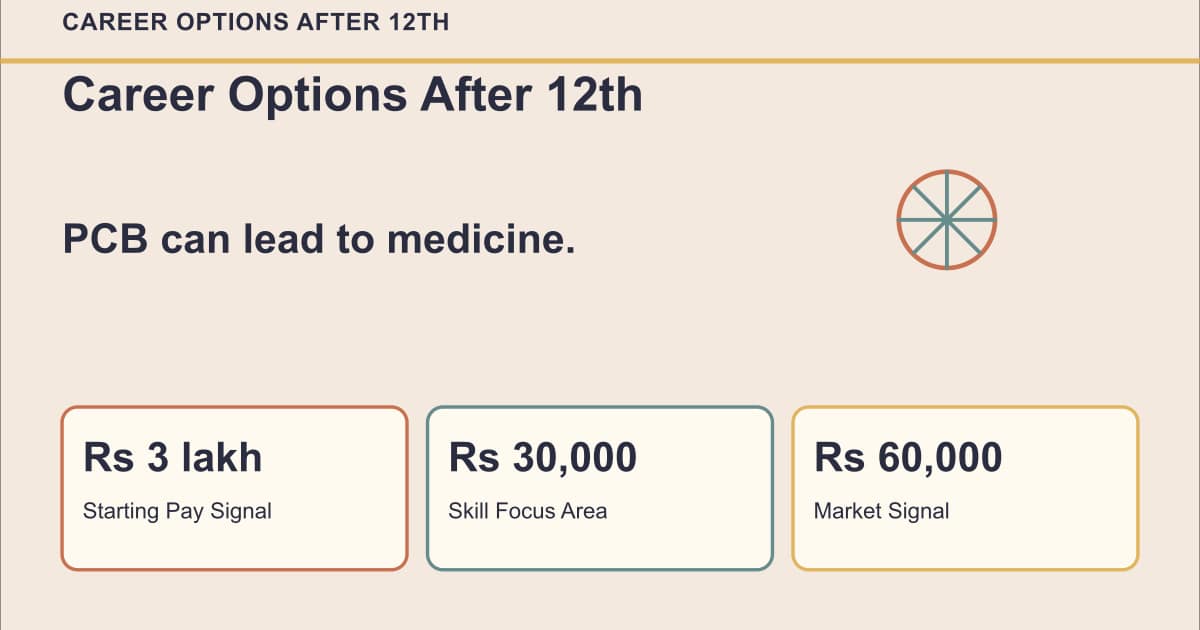 CAREER OPTIONS AFTER 12TH
Career Options After 12th
PCB can lead to medicine.
Rs 3 lakh
Starting Pay Signal
Rs 30,000
Skill Focus Area
Rs 60,000
Market Signal